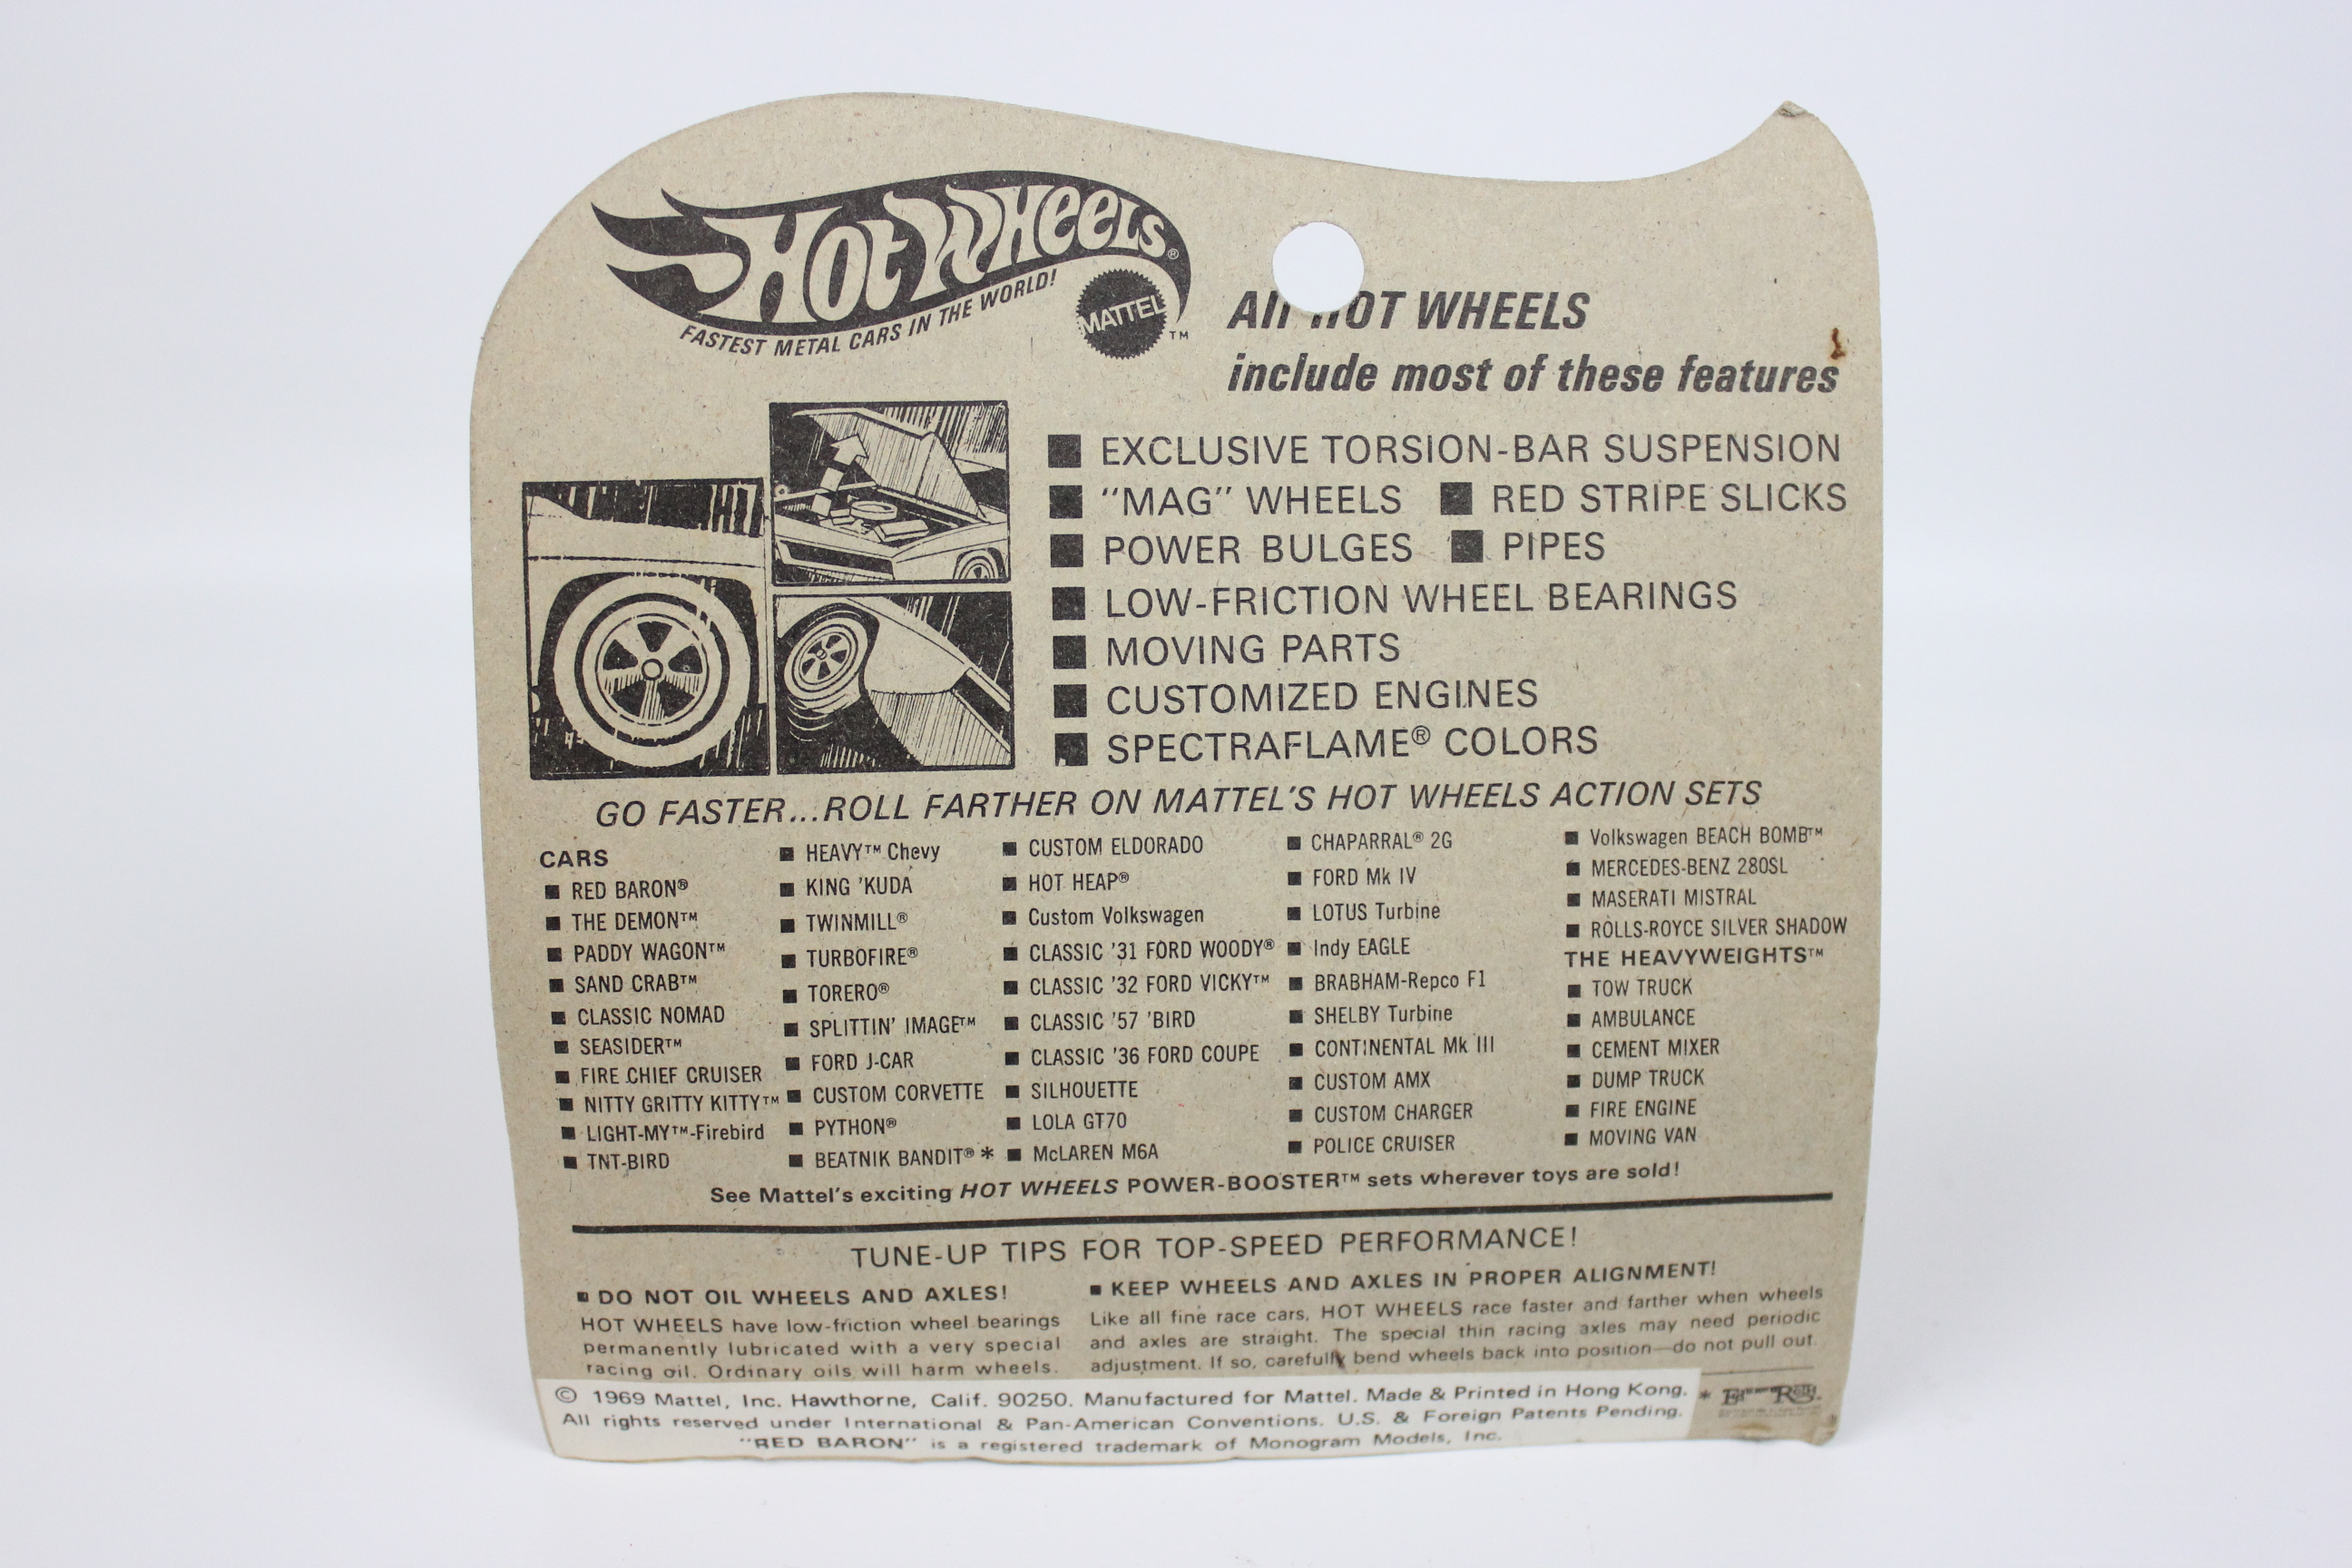 HOT WHEELS®
FASTEST METAL CARS IN THE WORLD!
MATTEL™
All HOT WHEELS
include most of these features
■ EXCLUSIVE TORSION-BAR SUSPENSION
■ "MAG" WHEELS ■ RED STRIPE SLICKS
■ POWER BULGES ■ PIPES
■ LOW-FRICTION WHEEL BEARINGS
■ MOVING PARTS
■ CUSTOMIZED ENGINES
■ SPECTRAFLAME® COLORS
GO FASTER...ROLL FARTHER ON MATTEL'S HOT WHEELS ACTION SETS
CARS
■ RED BARON®
■ THE DEMON™
■ PADDY WAGON™
■ SAND CRAB™
■ CLASSIC NOMAD
■ SEASIDER™
■ FIRE CHIEF CRUISER
■ NITTY GRITTY KITTY™
■ LIGHT-MY™-Firebird
■ TNT-BIRD
■ HEAVY™ Chevy
■ KING 'KUDA
■ TWINMILL®
■ TURBOFIRE®
■ TORERO®
■ SPLITTIN' IMAGE™
■ FORD J-CAR
■ CUSTOM CORVETTE
■ PYTHON®
■ BEATNIK BANDIT® *
■ CUSTOM ELDORADO
■ HOT HEAP®
■ Custom Volkswagen
■ CLASSIC '31 FORD WOODY®
■ CLASSIC '32 FORD VICKY™
■ CLASSIC '57 'BIRD
■ CLASSIC '36 FORD COUPE
■ SILHOUETTE
■ LOLA GT70
■ McLAREN M6A
■ CHAPARRAL® 2G
■ FORD Mk IV
■ LOTUS Turbine
■ Indy EAGLE
■ BRABHAM-Repco F1
■ SHELBY Turbine
■ CONTINENTAL Mk III
■ CUSTOM AMX
■ CUSTOM CHARGER
■ POLICE CRUISER
■ Volkswagen BEACH BOMB™
■ MERCEDES-BENZ 280SL
■ MASERATI MISTRAL
■ ROLLS-ROYCE SILVER SHADOW
THE HEAVYWEIGHTS™
■ TOW TRUCK
■ AMBULANCE
■ CEMENT MIXER
■ DUMP TRUCK
■ FIRE ENGINE
■ MOVING VAN
See Mattel's exciting HOT WHEELS POWER-BOOSTER™ sets wherever toys are sold!
TUNE-UP TIPS FOR TOP-SPEED PERFORMANCE!
■ DO NOT OIL WHEELS AND AXLES!
HOT WHEELS have low-friction wheel bearings
permanently lubricated with a very special
racing oil. Ordinary oils will harm wheels.
■ KEEP WHEELS AND AXLES IN PROPER ALIGNMENT!
Like all fine race cars, HOT WHEELS race faster and farther when wheels
and axles are straight. The special thin racing axles may need periodic
adjustment. If so, carefully bend wheels back into position—do not pull out.
© 1969 Mattel, Inc. Hawthorne, Calif. 90250. Manufactured for Mattel. Made & Printed in Hong Kong.
All rights reserved under International & Pan-American Conventions. U.S. & Foreign Patents Pending.
"RED BARON" is a registered trademark of Monogram Models, Inc.
* Ed Roth